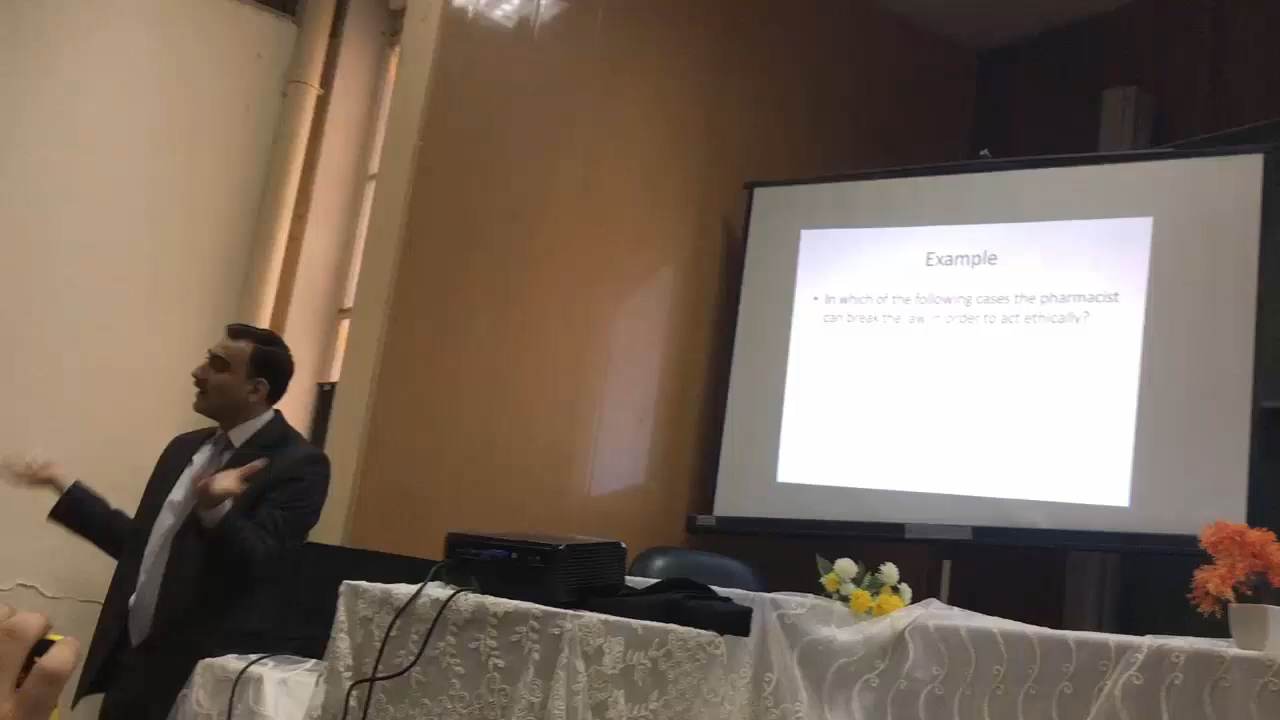 Example
• In which of the following cases the pharmacist
can break the law in order to act ethically?